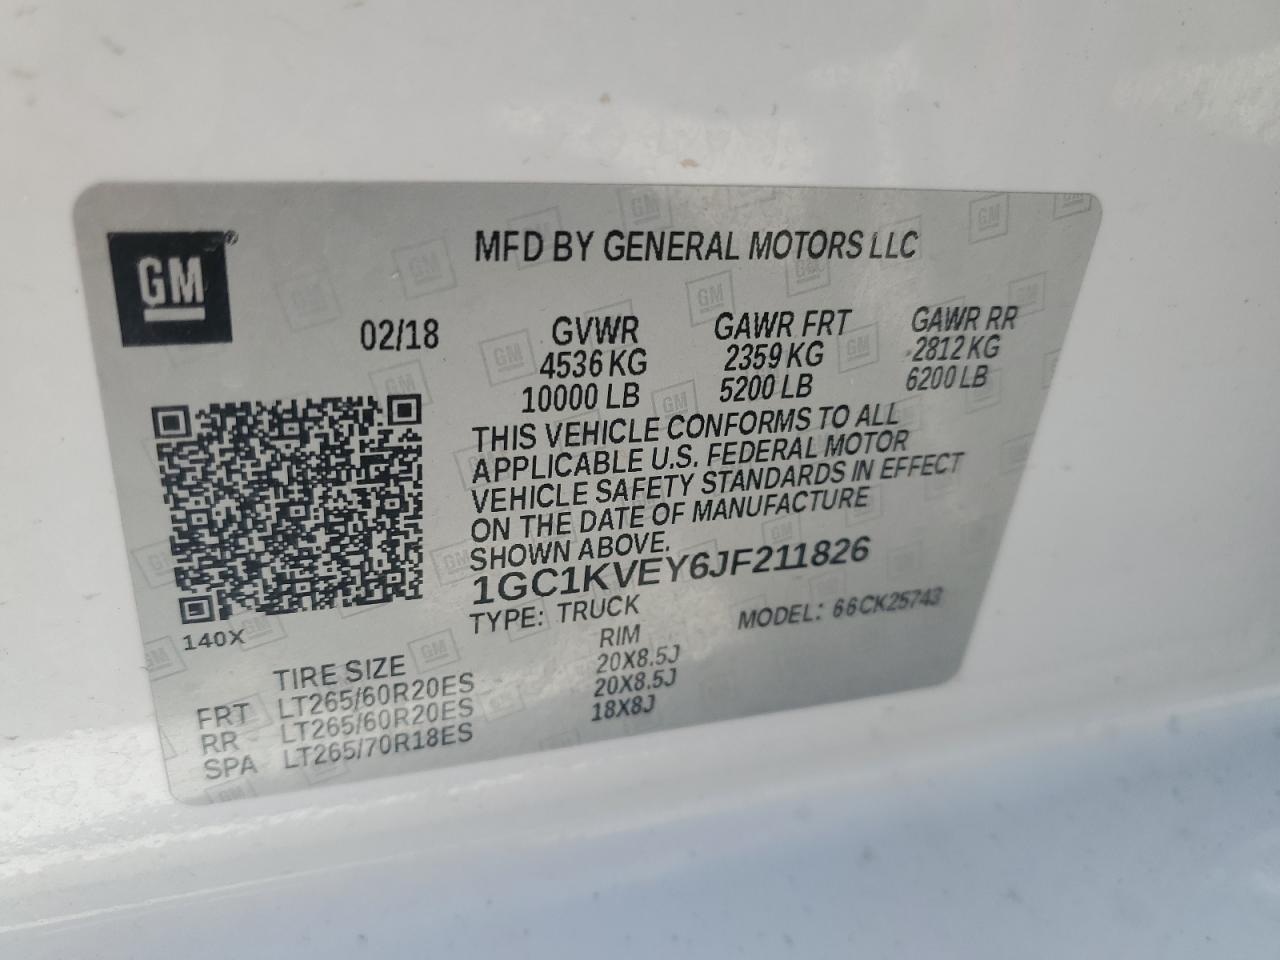 GM
MFD BY GENERAL MOTORS LLC
02/18
GVWR GAWR FRT GAWR RR
4536 KG 2359 KG 2812 KG
10000 LB 5200 LB 6200 LB
THIS VEHICLE CONFORMS TO ALL
APPLICABLE U.S. FEDERAL MOTOR
VEHICLE SAFETY STANDARDS IN EFFECT
ON THE DATE OF MANUFACTURE
SHOWN ABOVE.
1GC1KVEY6JF211826
TYPE: TRUCK MODEL: 66CK25743
140X
TIRE SIZE RIM
FRT LT265/60R20ES 20X8.5J
RR LT265/60R20ES 20X8.5J
SPA LT265/70R18ES 18X8J